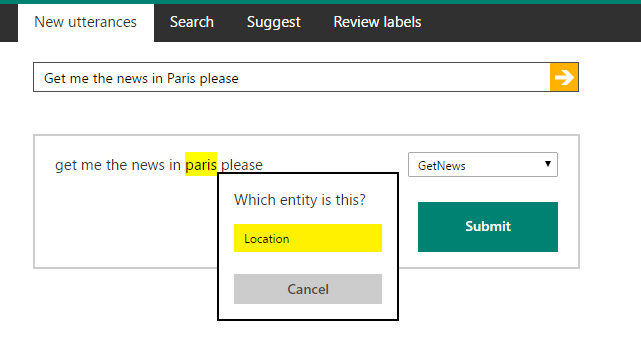 New utterances Search Suggest Review labels
Get me the news in Paris please
get me the news in paris please GetNews
Which entity is this?
Submit
Location
Cancel